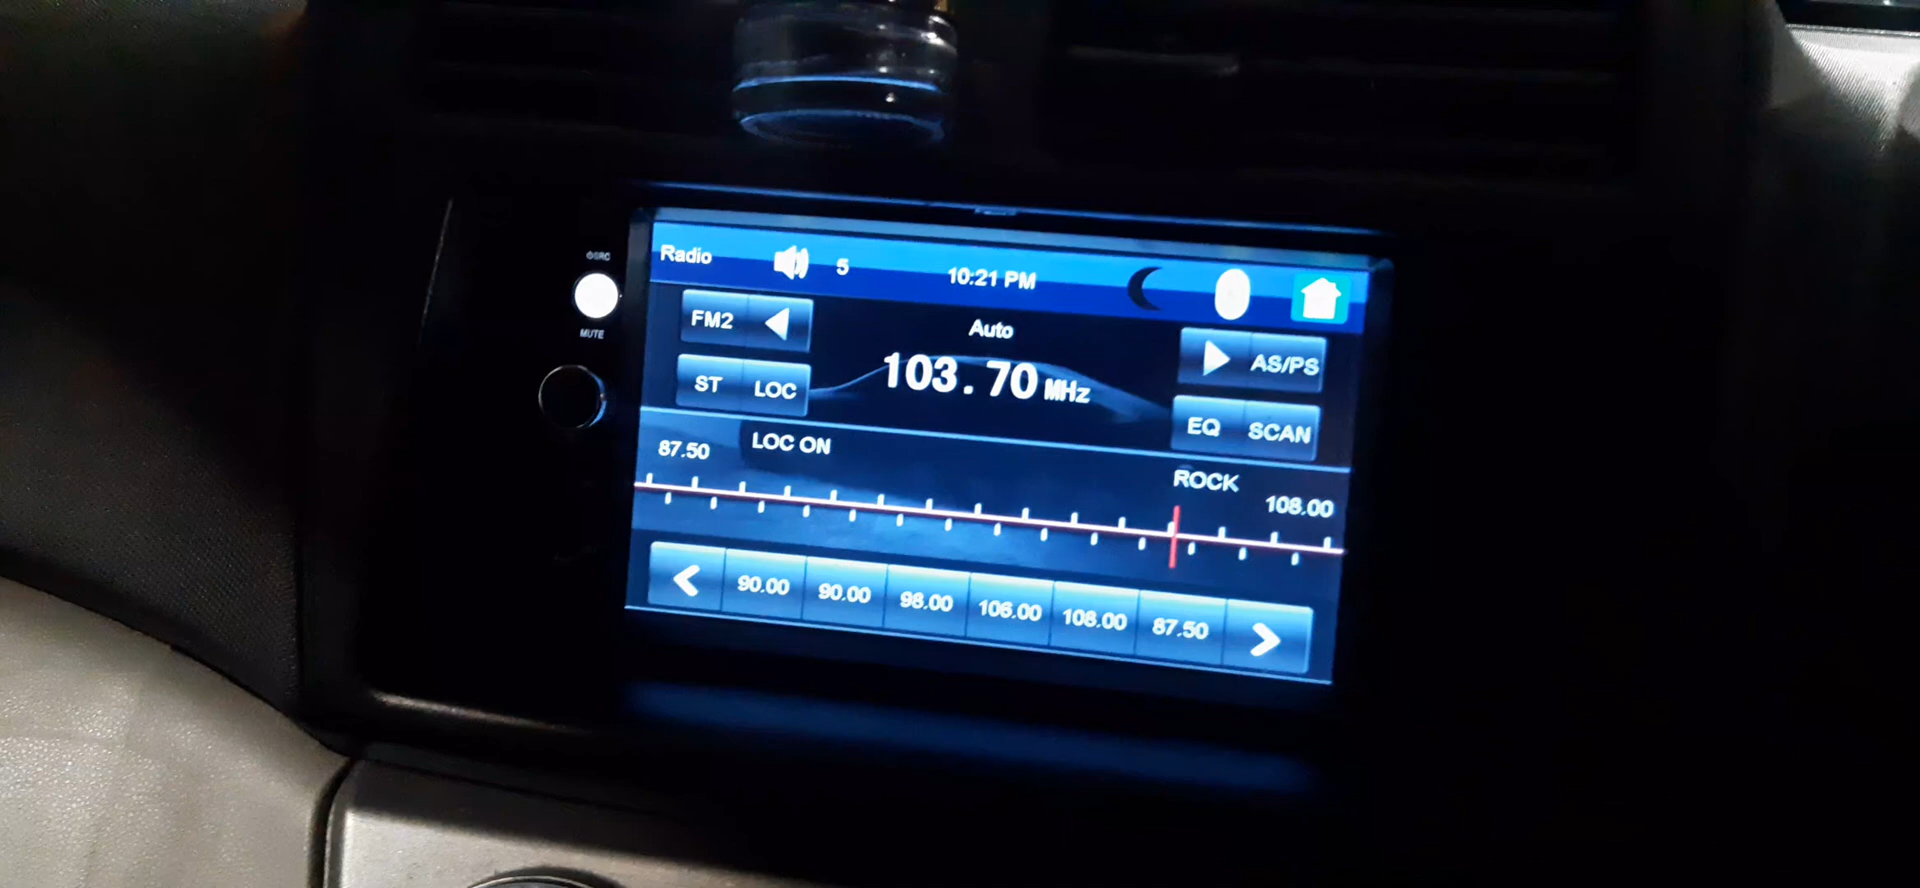 ⏻SRC
MUTE
Radio 5 10:21 PM
FM2 Auto AS/PS
103.70 MHz
ST LOC EQ SCAN
87.50 LOC ON ROCK 108.00
90.00 90.00 98.00 106.00 108.00 87.50